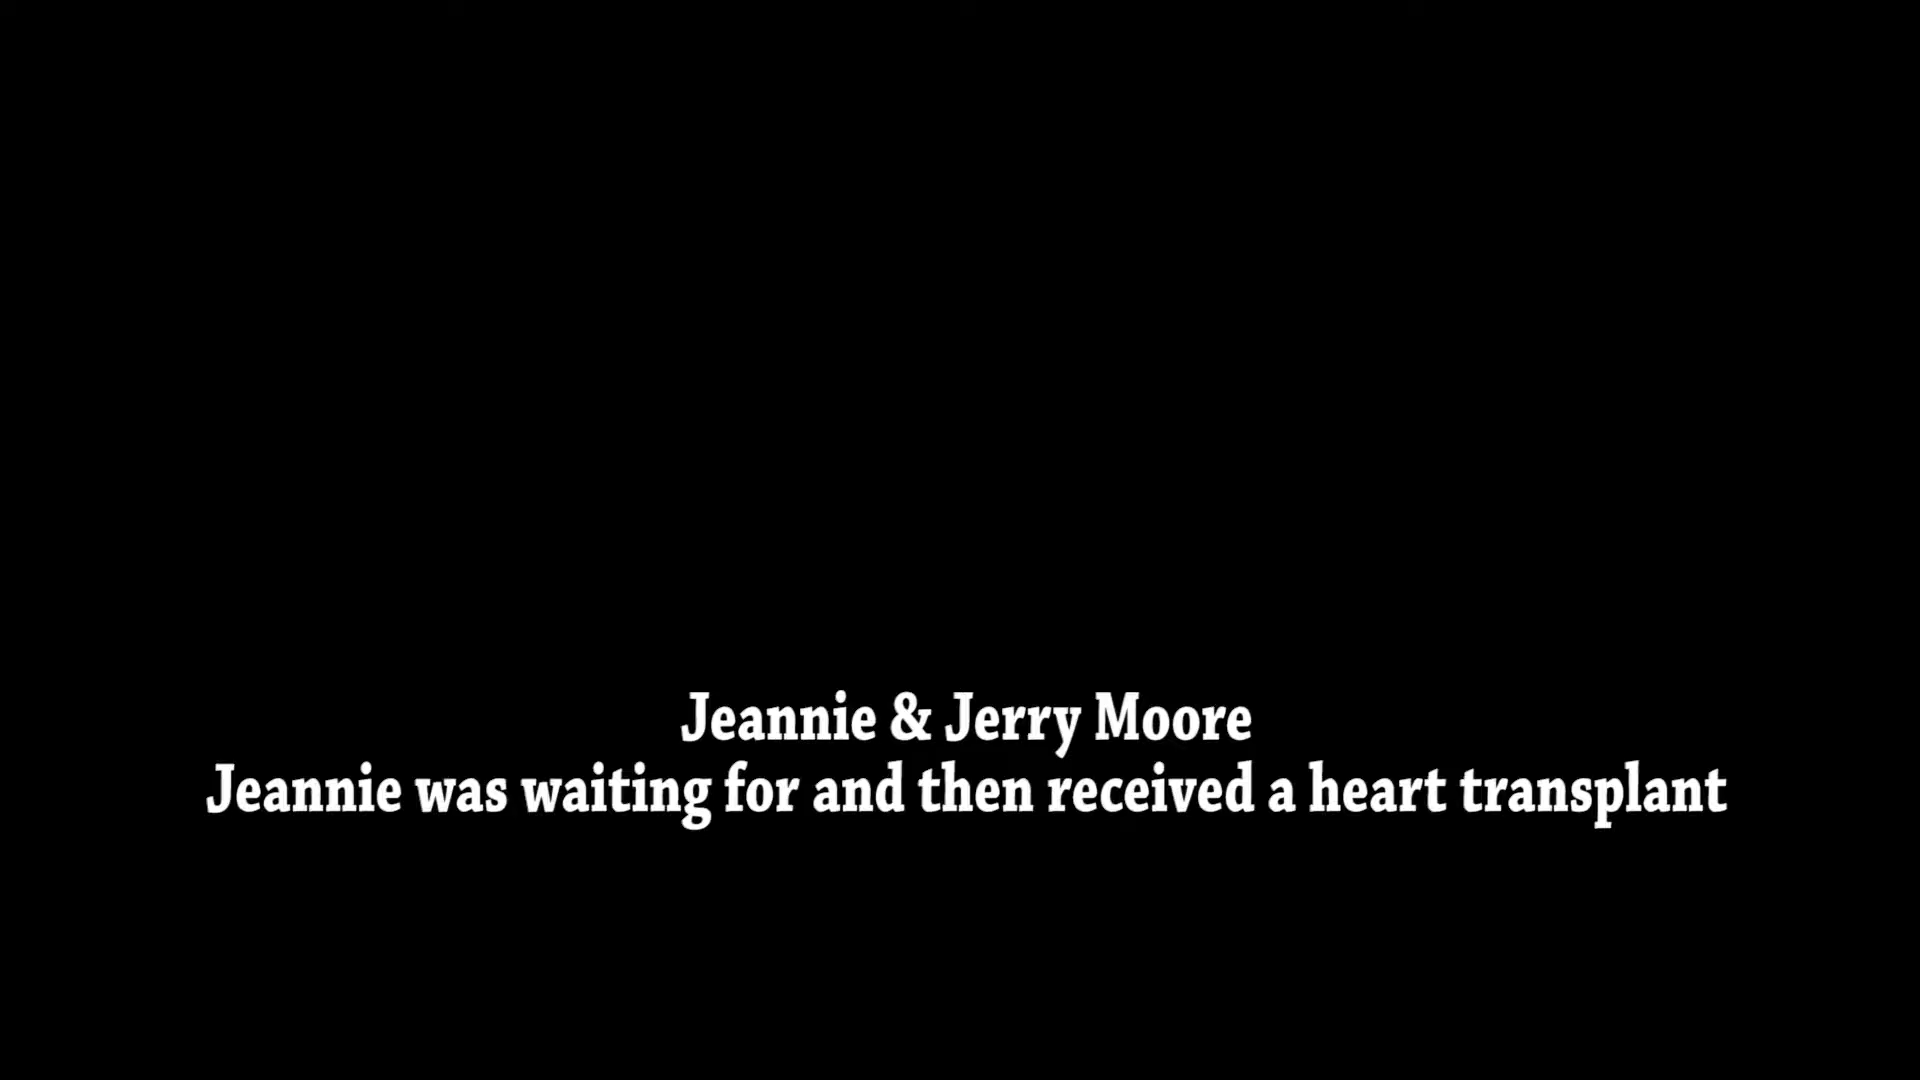 Jeannie & Jerry Moore
Jeannie was waiting for and then received a heart transplant